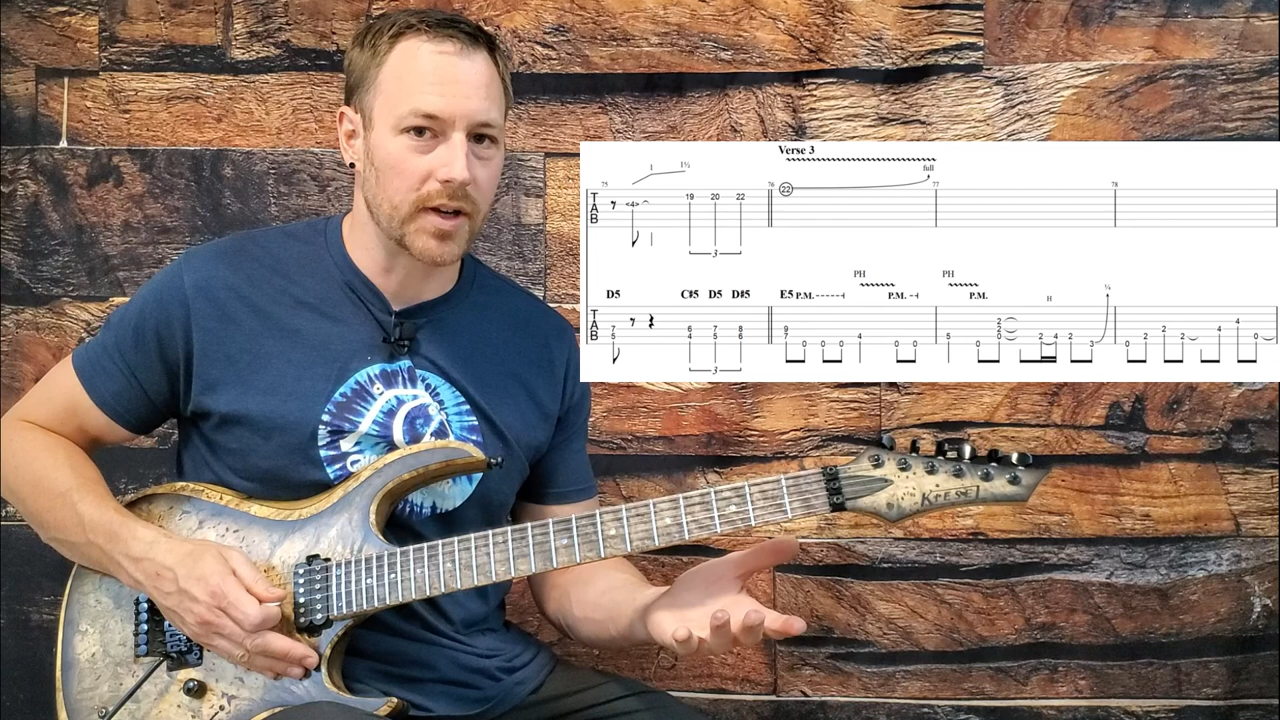 Verse 3
1 1½ full
75 76 77 78
T
A
B
<4> 19 20 22 22
3
PH PH
D5 C#5 D5 D#5 E5 P.M. P.M. P.M. H ¼
T
A
B
7 6 7 8 9 2 2 4 4
5 4 5 6 7 0 0 0 4 0 0 5 0 2 0 2 4 2 3 0 2 2 0
3
KIESEL